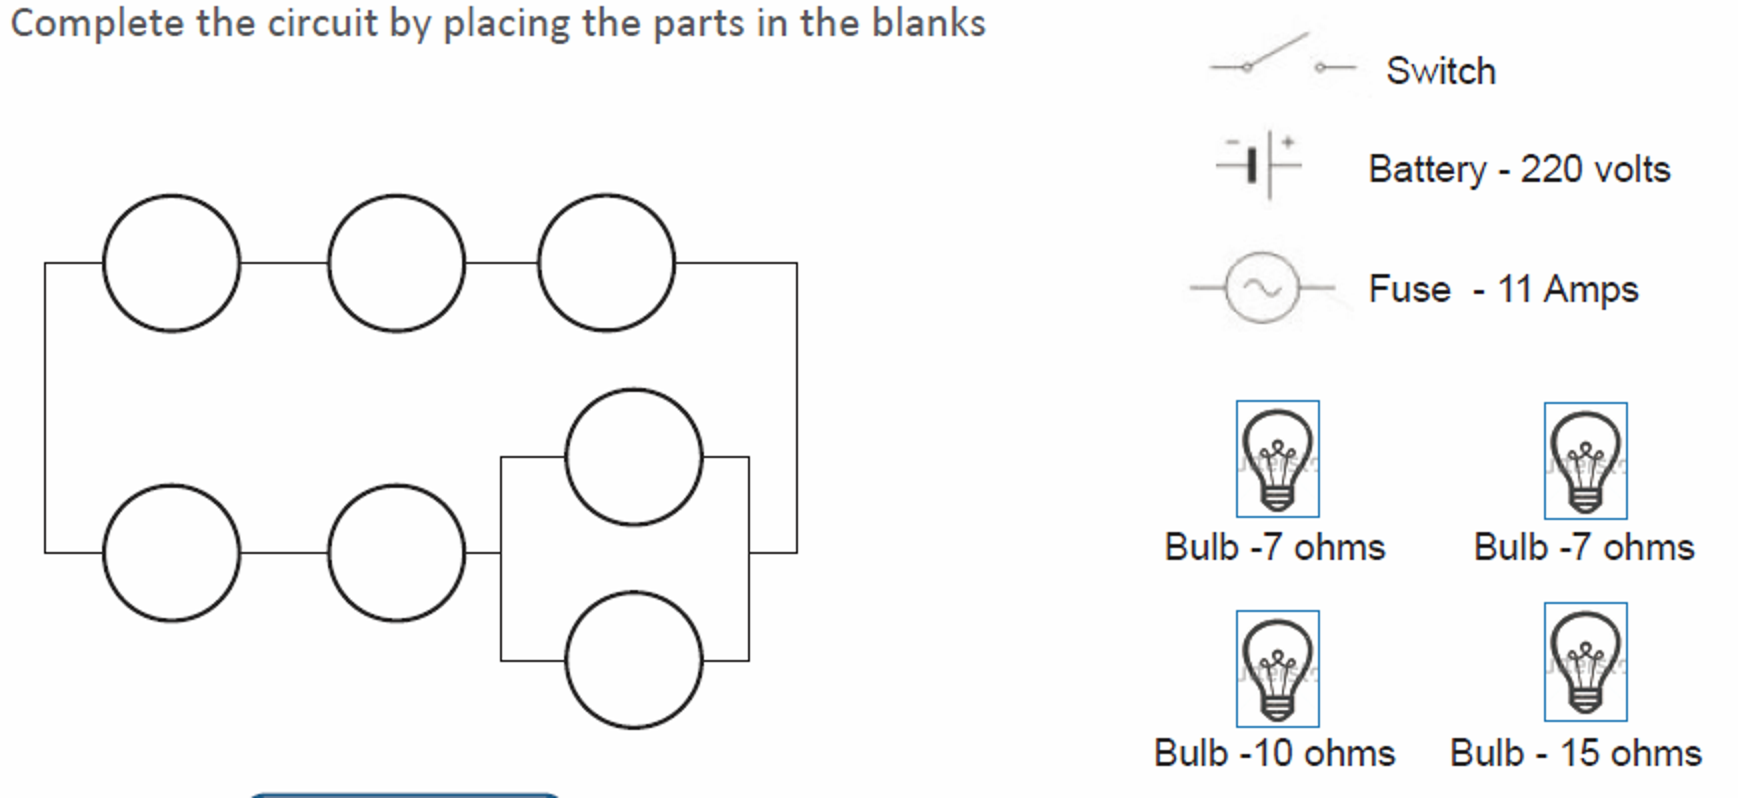 Complete the circuit by placing the parts in the blanks
Switch
- +
Battery - 220 volts
Fuse - 11 Amps
Bulb -7 ohms
Bulb -7 ohms
Bulb -10 ohms
Bulb - 15 ohms